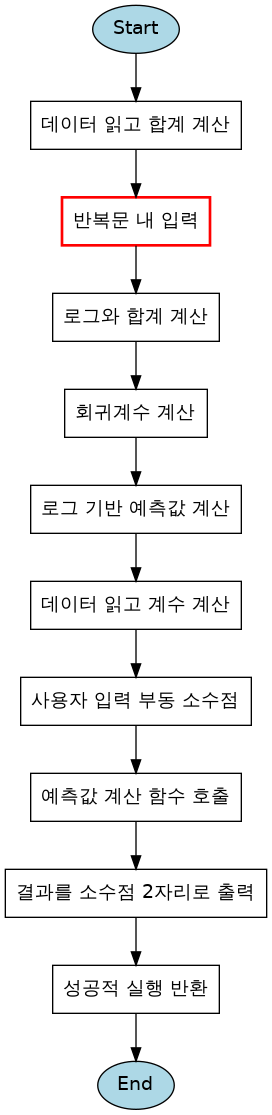 Start
데이터 읽고 합계 계산
반복문 내 입력
로그와 합계 계산
회귀계수 계산
로그 기반 예측값 계산
데이터 읽고 계수 계산
사용자 입력 부동 소수점
예측값 계산 함수 호출
결과를 소수점 2자리로 출력
성공적 실행 반환
End